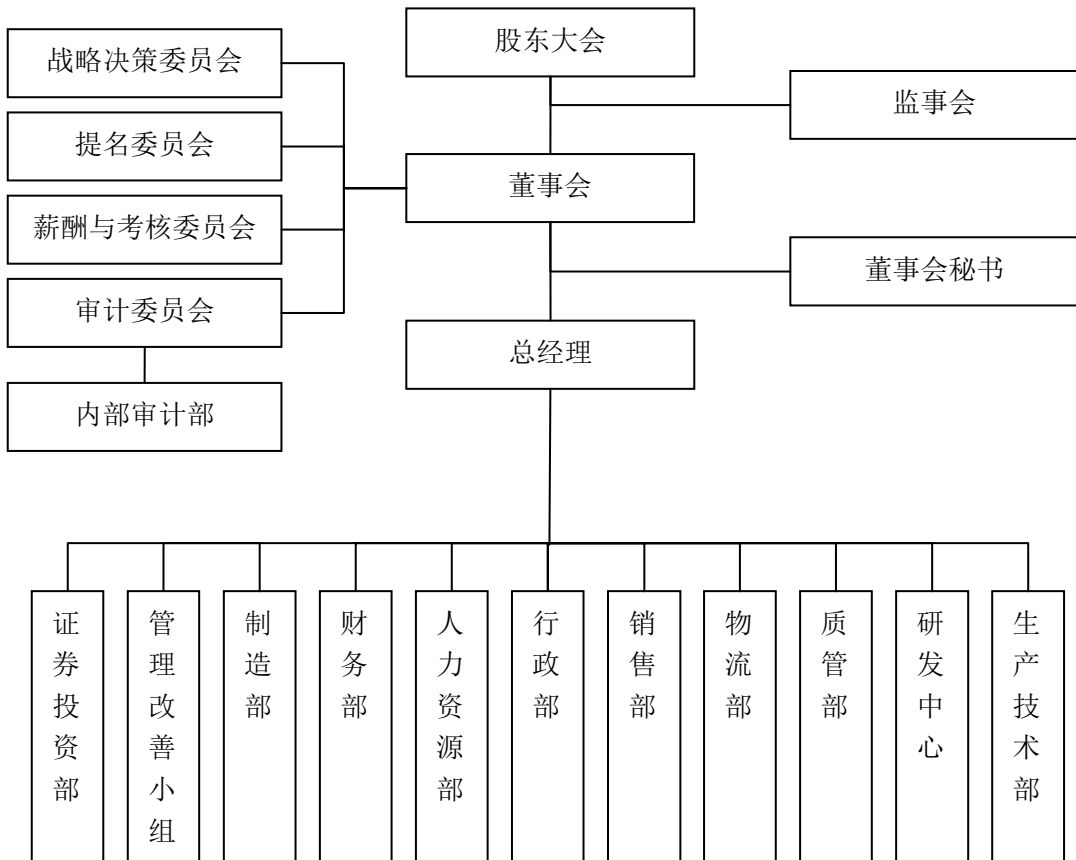 股东大会
战略决策委员会
监事会
提名委员会
董事会
薪酬与考核委员会
董事会秘书
审计委员会
总经理
内部审计部
证券投资部
管理改善小组
制造部
财务部
人力资源部
行政部
销售部
物流部
质管部
研发中心
生产技术部